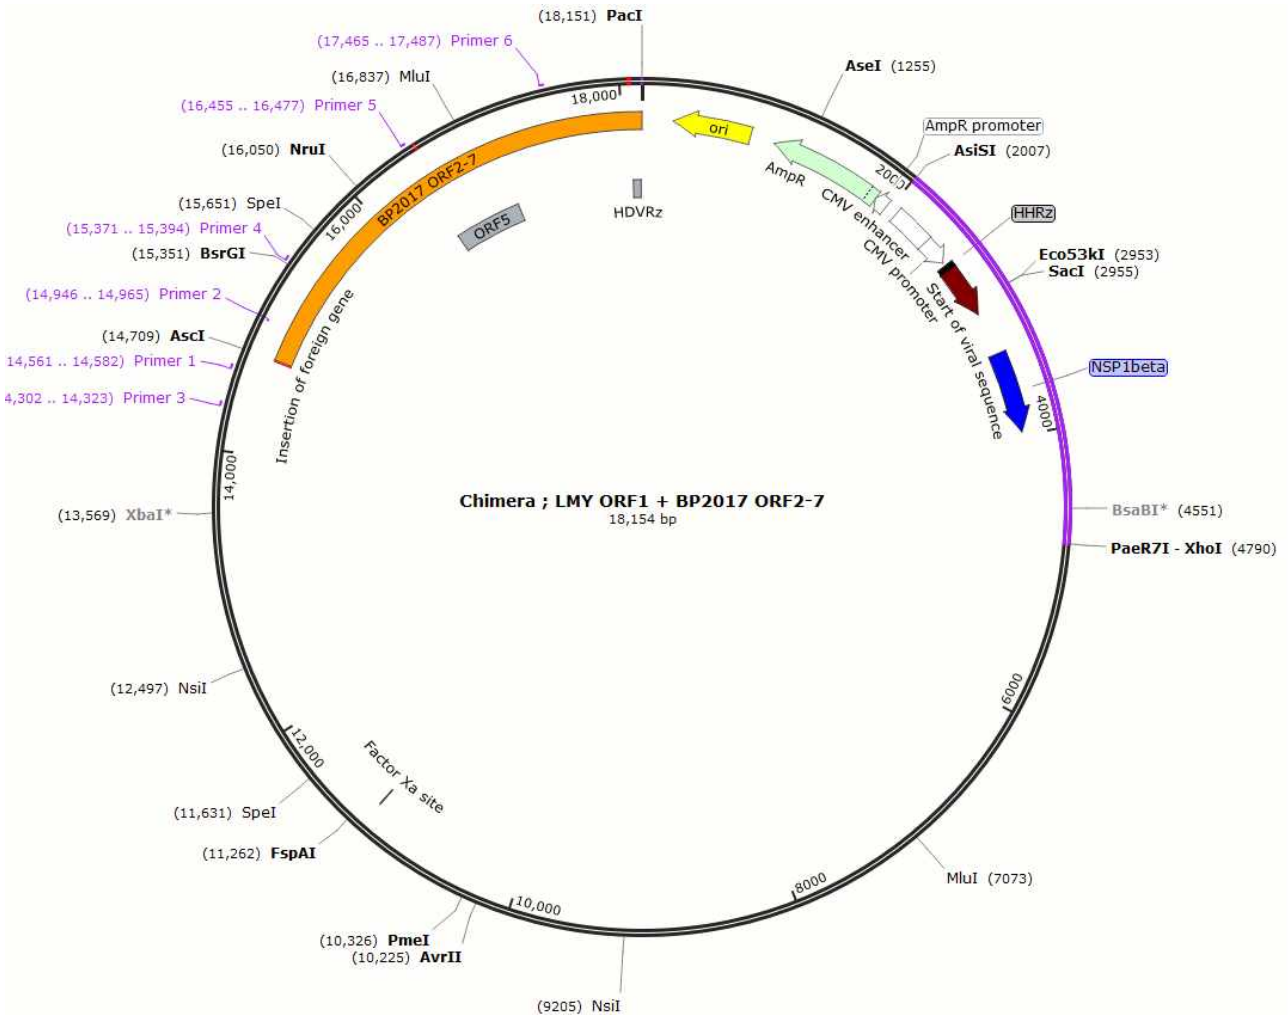 (18,151) PacI
(17,465 .. 17,487) Primer 6
(16,837) MluI
(16,455 .. 16,477) Primer 5
(16,050) NruI
(15,651) SpeI
(15,371 .. 15,394) Primer 4
(15,351) BsrGI
(14,946 .. 14,965) Primer 2
(14,709) AscI
14,561 .. 14,582) Primer 1
4,302 .. 14,323) Primer 3
(13,569) XbaI*
(12,497) NsiI
(11,631) SpeI
(11,262) FspAI
(10,326) PmeI
(10,225) AvrII
(9205) NsiI
MluI (7073)
PaeR7I - XhoI (4790)
BsaBI* (4551)
NSP1beta
SacI (2955)
Eco53kI (2953)
HHRz
AsiSI (2007)
AmpR promoter
AseI (1255)
18,000
16,000
14,000
12,000
10,000
8000
6000
4000
2000
ori
AmpR
CMV enhancer
CMV promoter
Start of viral sequence
HDVRz
ORF5
BP2017 ORF2-7
Insertion of foreign gene
Factor Xa site
Chimera ; LMY ORF1 + BP2017 ORF2-7
18,154 bp